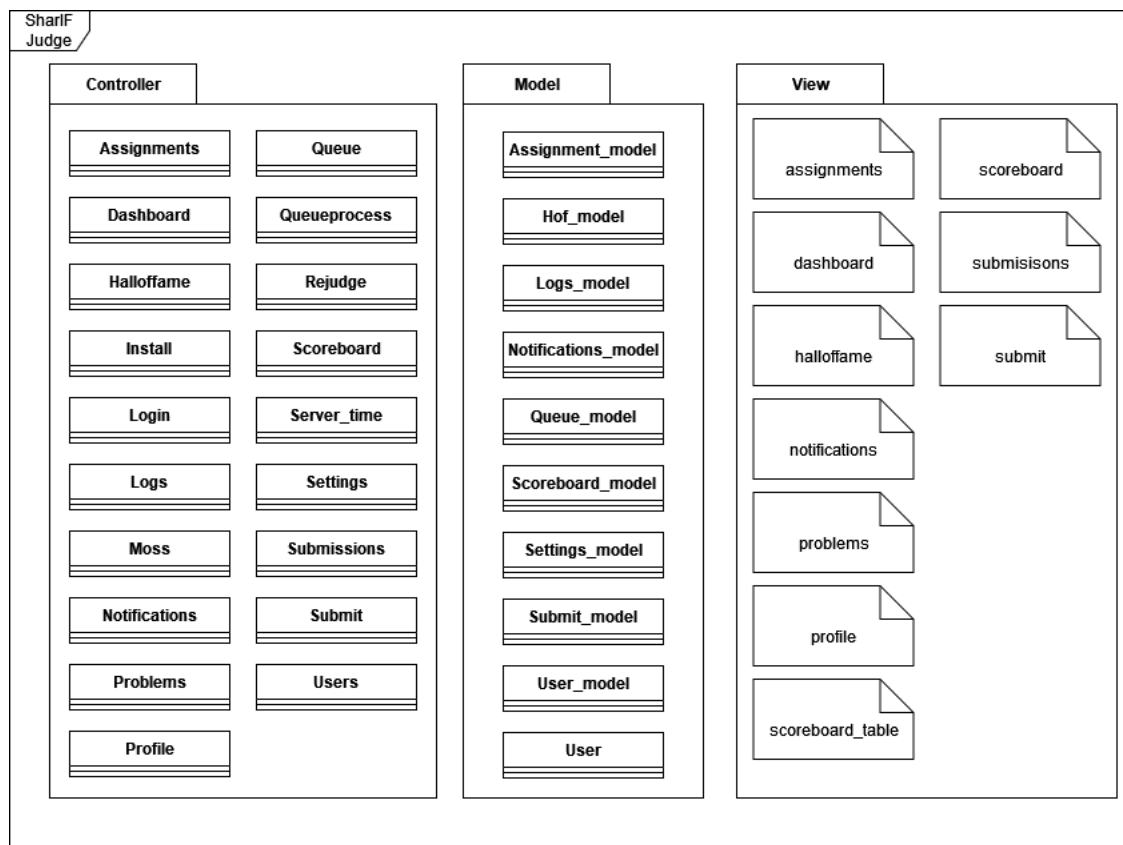 SharIF
Judge
Controller
Assignments
Dashboard
Halloffame
Install
Login
Logs
Moss
Notifications
Problems
Profile
Queue
Queueprocess
Rejudge
Scoreboard
Server_time
Settings
Submissions
Submit
Users
Model
Assignment_model
Hof_model
Logs_model
Notifications_model
Queue_model
Scoreboard_model
Settings_model
Submit_model
User_model
User
View
assignments
dashboard
halloffame
notifications
problems
profile
scoreboard_table
scoreboard
submisisons
submit